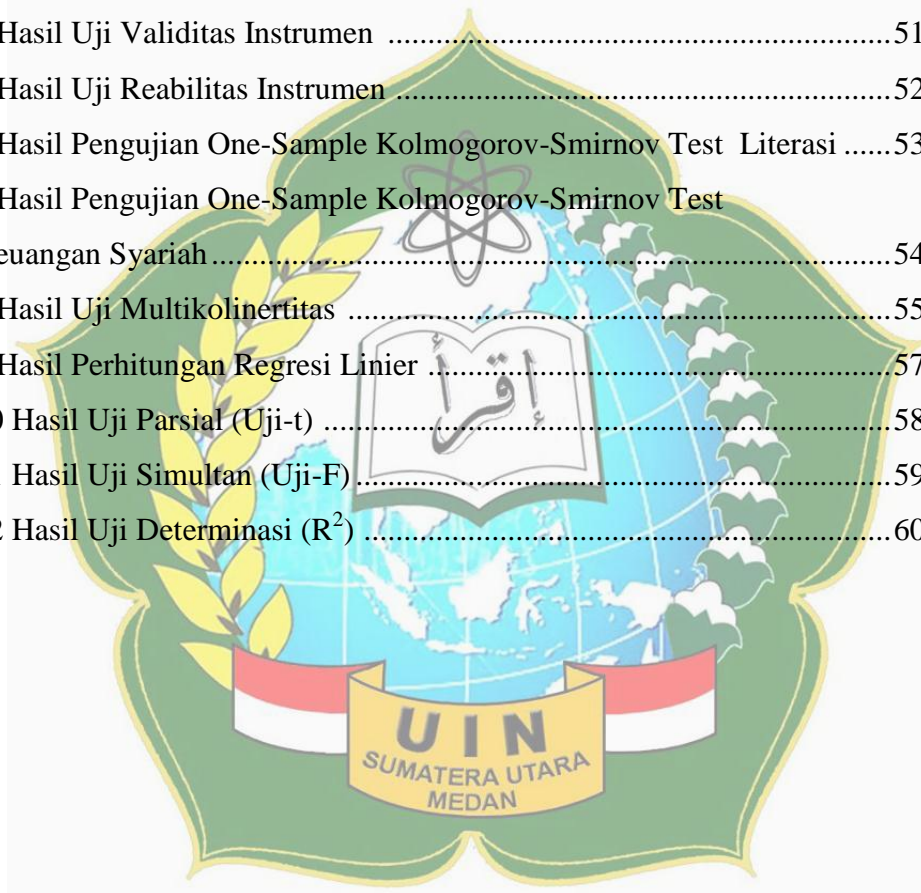 Hasil Uji Validitas Instrumen ................................................................51
Hasil Uji Reabilitas Instrumen ...............................................................52
Hasil Pengujian One-Sample Kolmogorov-Smirnov Test Literasi ......53
Hasil Pengujian One-Sample Kolmogorov-Smirnov Test
euangan Syariah.....................................................................................54
Hasil Uji Multikolinertitas .....................................................................55
Hasil Perhitungan Regresi Linier ...........................................................57
0 Hasil Uji Parsial (Uji-t) ........................................................................58
Hasil Uji Simultan (Uji-F)....................................................................59
2 Hasil Uji Determinasi (R²) ...................................................................60
إقرأ
UIN
SUMATERA UTARA
MEDAN